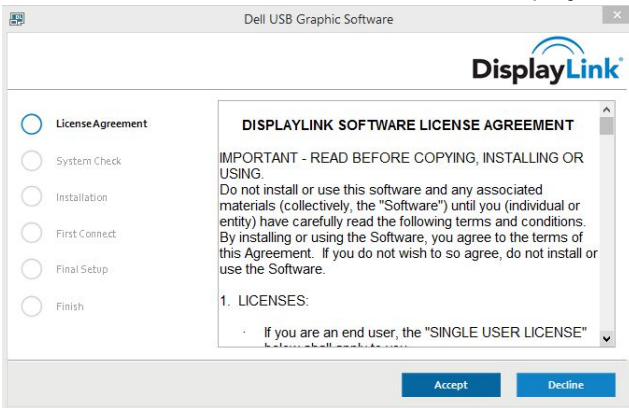 Dell USB Graphic Software
DisplayLink
License Agreement
System Check
Installation
First Connect
Final Setup
Finish
DISPLAYLINK SOFTWARE LICENSE AGREEMENT
IMPORTANT - READ BEFORE COPYING, INSTALLING OR
USING.
Do not install or use this software and any associated
materials (collectively, the "Software") until you (individual or
entity) have carefully read the following terms and conditions.
By installing or using the Software, you agree to the terms of
this Agreement.  If you do not wish to so agree, do not install or
use the Software.
1.  LICENSES:
· If you are an end user, the "SINGLE USER LICENSE"
below shall apply to you
Accept
Decline